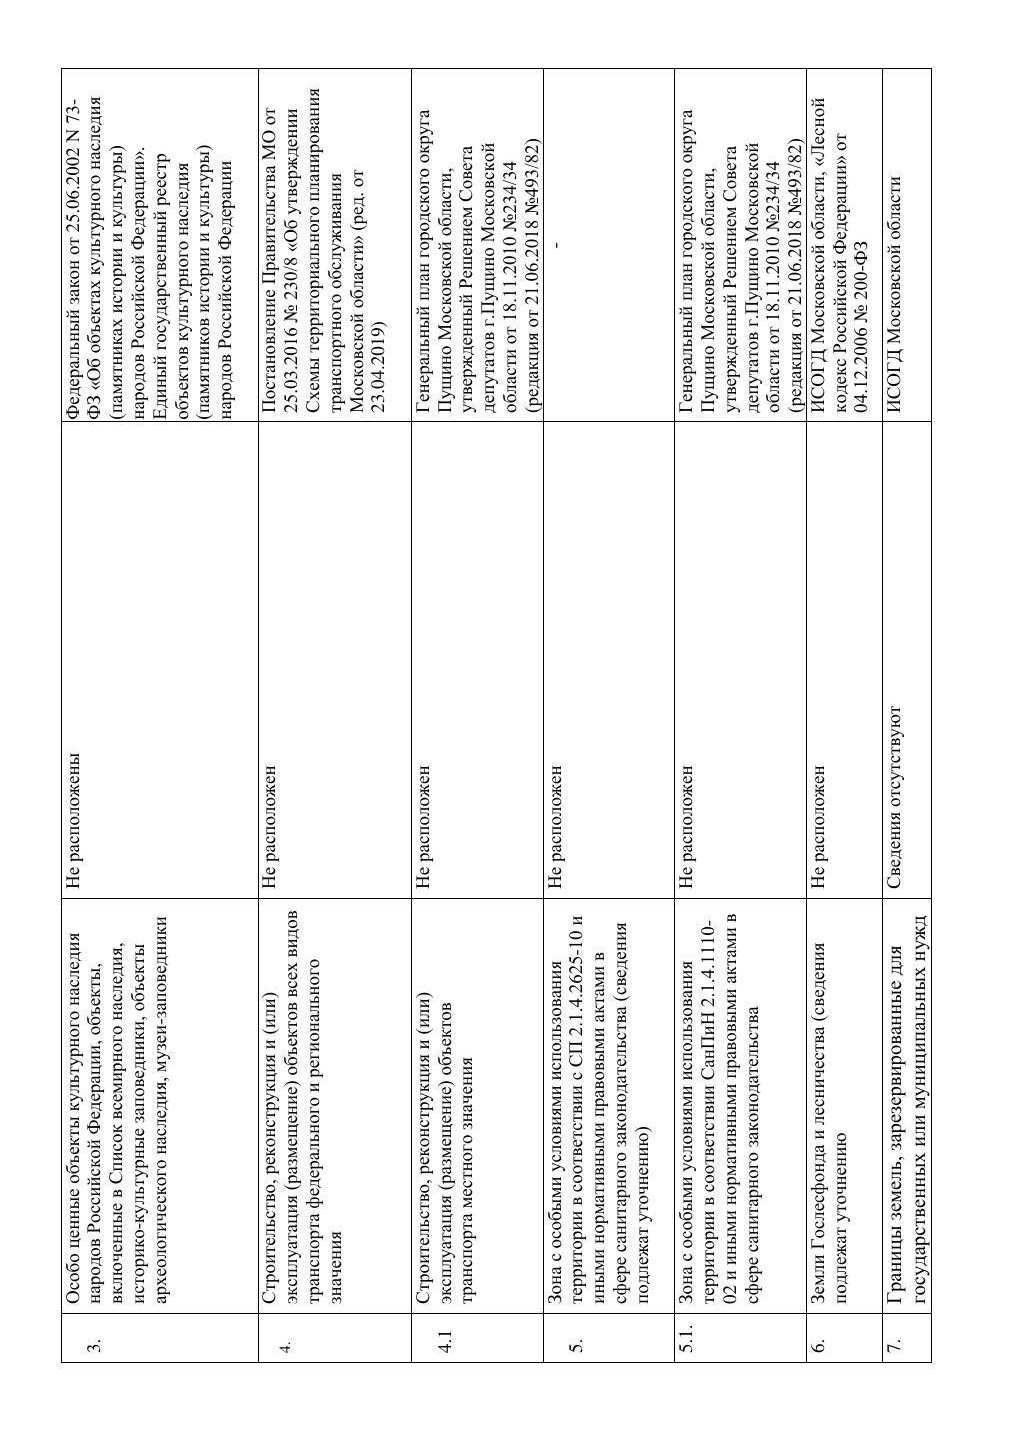 3.
Особо ценные объекты культурного наследия
народов Российской Федерации, объекты,
включенные в Список всемирного наследия,
историко-культурные заповедники, объекты
археологического наследия, музеи-заповедники
Не расположены
Федеральный закон от 25.06.2002 N 73-
ФЗ «Об объектах культурного наследия
(памятниках истории и культуры)
народов Российской Федерации».
Единый государственный реестр
объектов культурного наследия
(памятников истории и культуры)
народов Российской Федерации
4.
Строительство, реконструкция и (или)
эксплуатация (размещение) объектов всех видов
транспорта федерального и регионального
значения
Не расположен
Постановление Правительства МО от
25.03.2016 № 230/8 «Об утверждении
Схемы территориального планирования
транспортного обслуживания
Московской области» (ред. от
23.04.2019)
4.1
Строительство, реконструкция и (или)
эксплуатация (размещение) объектов
транспорта местного значения
Не расположен
Генеральный план городского округа
Пущино Московской области,
утвержденный Решением Совета
депутатов г.Пущино Московской
области от 18.11.2010 №234/34
(редакция от 21.06.2018 №493/82)
5.
Зона с особыми условиями использования
территории в соответствии с СП 2.1.4.2625-10 и
иными нормативными правовыми актами в
сфере санитарного законодательства (сведения
подлежат уточнению)
Не расположен
-
5.1.
Зона с особыми условиями использования
территории в соответствии СанПиН 2.1.4.1110-
02 и иными нормативными правовыми актами в
сфере санитарного законодательства
Не расположен
Генеральный план городского округа
Пущино Московской области,
утвержденный Решением Совета
депутатов г.Пущино Московской
области от 18.11.2010 №234/34
(редакция от 21.06.2018 №493/82)
6.
Земли Гослесфонда и лесничества (сведения
подлежат уточнению
Не расположен
ИСОГД Московской области, «Лесной
кодекс Российской Федерации» от
04.12.2006 № 200-ФЗ
7.
Границы земель, зарезервированные для
государственных или муниципальных нужд
Сведения отсутствуют
ИСОГД Московской области